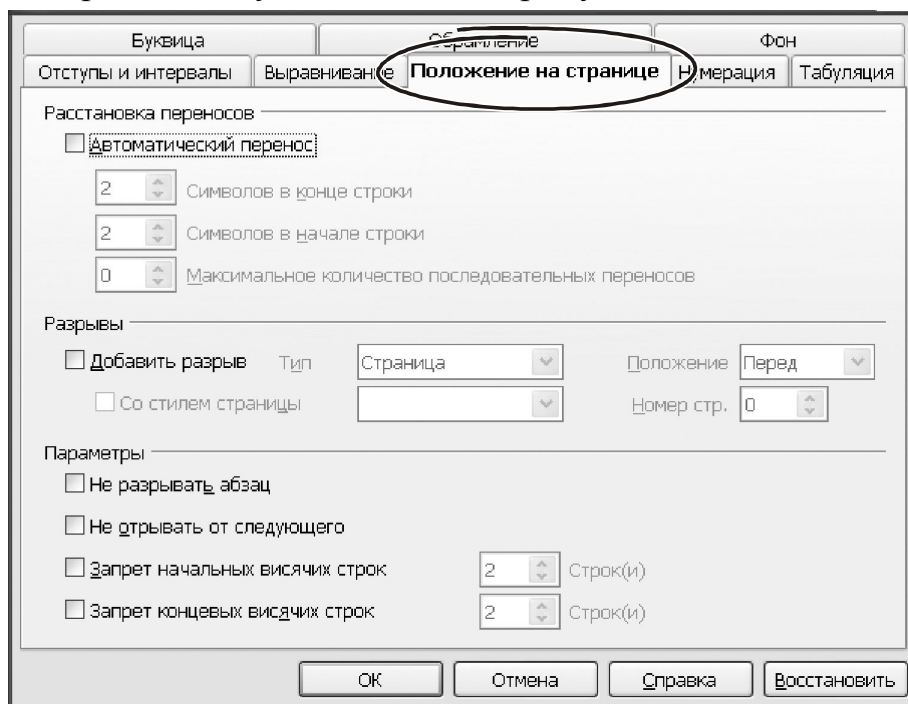 Буквица Обрамление Фон
Отступы и интервалы Выравнивание Положение на странице Нумерация Табуляция
Расстановка переносов
Автоматический перенос
2 Символов в конце строки
2 Символов в начале строки
0 Максимальное количество последовательных переносов
Разрывы
Добавить разрыв Тип Страница Положение Перед
Со стилем страницы Номер стр. 0
Параметры
Не разрывать абзац
Не отрывать от следующего
Запрет начальных висячих строк 2 Строк(и)
Запрет концевых висячих строк 2 Строк(и)
ОК Отмена Справка Восстановить